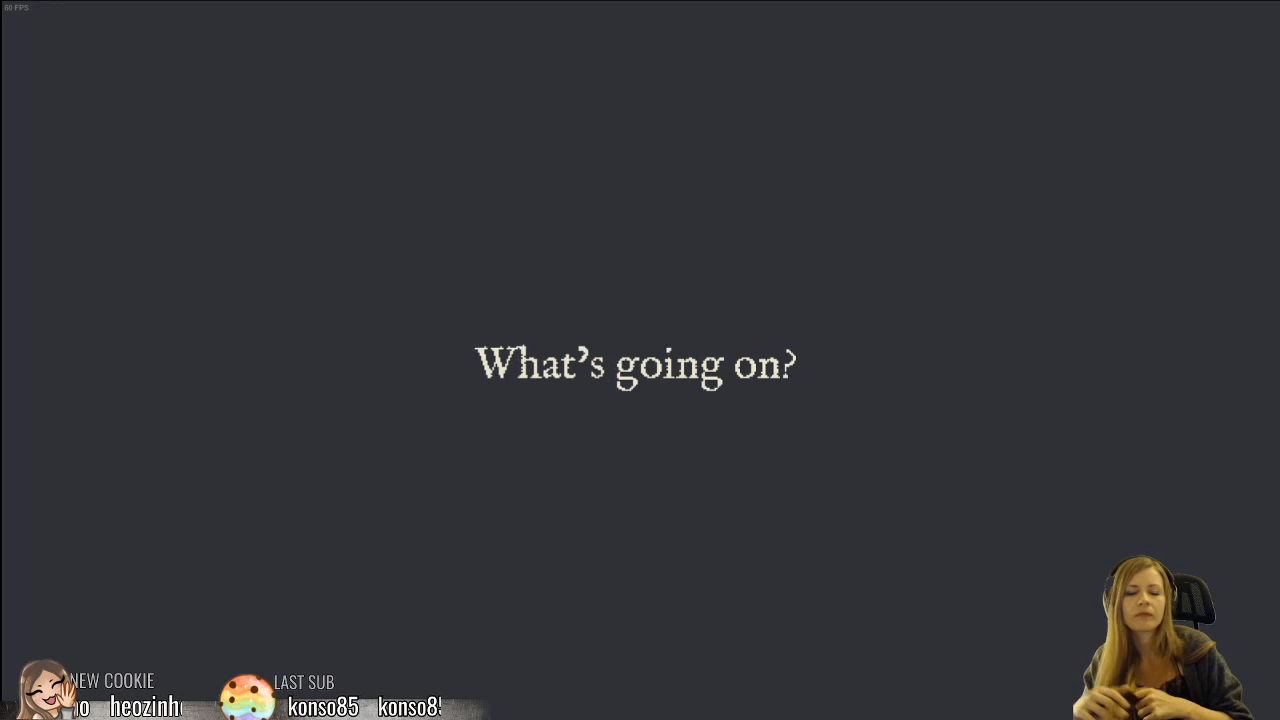 60 FPS
What's going on?
NEW COOKIE
LAST SUB
konso85